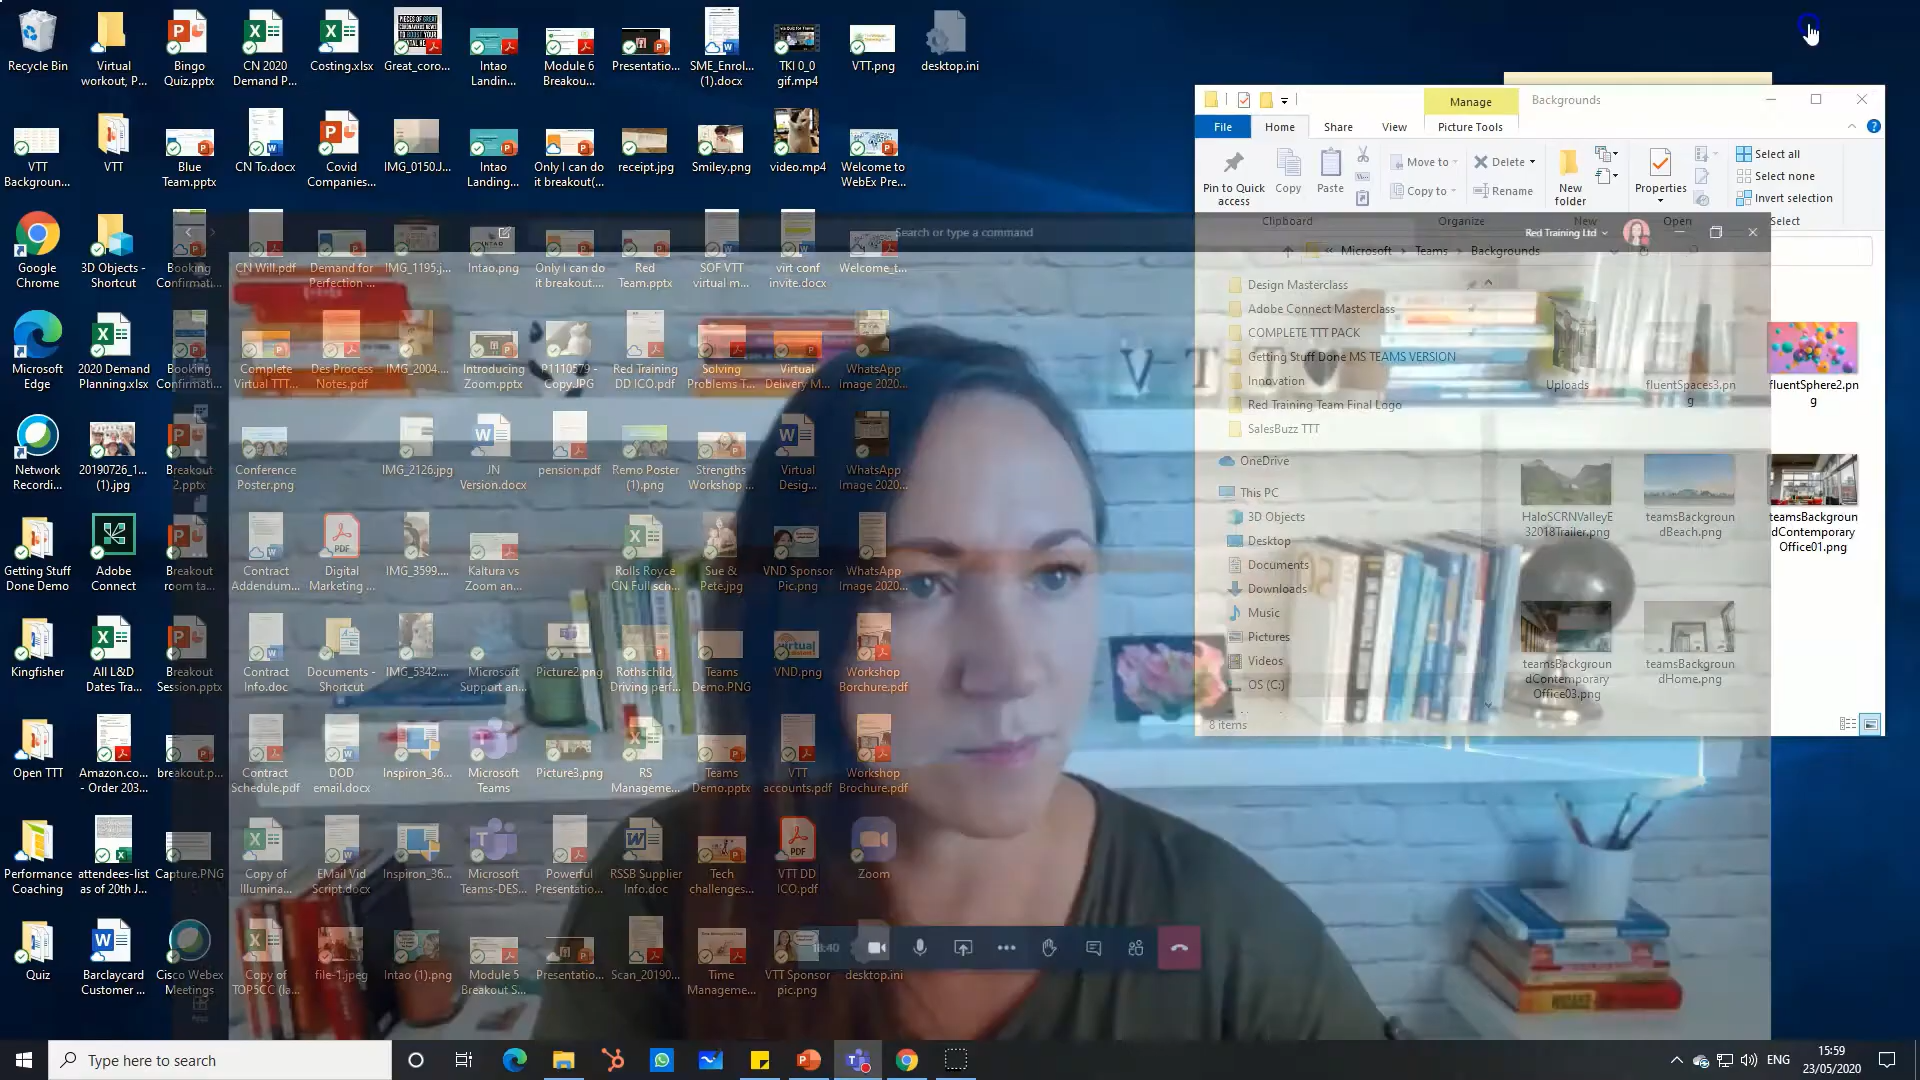 Recycle Bin
Virtual
workout, P...
Bingo
Quiz.pptx
CN 2020
Demand P...
Costing.xlsx
Great_coro...
Intao
Landin...
Module 6
Breakou...
Presentatio...
SME_Enrol...
(1).docx
TKI 0_0
gif.mp4
VTT.png
desktop.ini
VTT
Backgroun...
VTT
Blue
Team.pptx
CN To.docx
Covid
Companies...
IMG_0150.J...
Intao
Landing...
Only I can do
it breakout(...
receipt.jpg
Smiley.png
video.mp4
Welcome to
WebEx Pre...
Google
Chrome
3D Objects -
Shortcut
Booking
Confirmati...
CN Will.pdf
Demand for
Perfection ...
IMG_1195.j...
Intao.png
Only I can do
it breakout....
Red
Team.pptx
SOF VTT
virtual m...
virt conf
invite.docx
Welcome_t...
Microsoft
Edge
2020 Demand
Planning.xlsx
Booking
Confirmati...
Complete
Virtual TTT...
Des Process
Notes.pdf
IMG_2004....
Introducing
Zoom.pptx
P1110579 -
Copy.JPG
Red Training
DD ICO.pdf
Solving
Problems T...
Virtual
Delivery M...
WhatsApp
Image 2020...
Network
Recordi...
20190726_1...
(1).jpg
Breakout
2.pptx
Conference
Poster.png
IMG_2126.jpg
JN
Version.docx
pension.pdf
Remo Poster
(1).png
Strengths
Workshop ...
Virtual
Desig...
WhatsApp
Image 2020...
Getting Stuff
Done Demo
Adobe
Connect
Breakout
room ta...
Contract
Addendum...
Digital
Marketing ...
IMG_3599....
Kaltura vs
Zoom an...
Rolls Royce
CN Full sch...
Sue &
Pete.jpg
VND Sponsor
Pic.png
WhatsApp
Image 2020...
Kingfisher
All L&D
Dates Tra...
Breakout
Session.pptx
Contract
Info.doc
Documents -
Shortcut
IMG_5342....
Microsoft
Support an...
Picture2.png
Rothschild,
Driving perf...
Teams
Demo.PNG
VND.png
Workshop
Borchure.pdf
Open TTT
Amazon.co...
- Order 203...
breakout.p...
Contract
Schedule.pdf
DOD
email.docx
Inspiron_36...
Microsoft
Teams
Picture3.png
RS
Manageme...
Teams
Demo.pptx
VTT
accounts.pdf
Workshop
Brochure.pdf
Performance
Coaching
attendees-list
as of 20th J...
Capture.PNG
Copy of
Illumina...
EMail Vid
Script.docx
Inspiron_36...
Microsoft
Teams-DES...
Powerful
Presentatio...
RSSB Supplier
Info.doc
Tech
challenges...
VTT DD
ICO.pdf
Zoom
Quiz
Barclaycard
Customer ...
Cisco Webex
Meetings
Copy of
TOP5CC (la...
file-1.jpeg
Intao (1).png
Module 5
Breakout S...
Presentatio...
Scan_20190...
Time
Manageme...
VTT Sponsor
pic.png
desktop.ini
Search or type a command
Red Training Ltd
V T T
Manage
Backgrounds
File
Home
Share
View
Picture Tools
Pin to Quick
access
Copy
Paste
Move to
Copy to
Delete
Rename
New
folder
Properties
Select all
Select none
Invert selection
Clipboard
Organize
New
Open
Select
« Microsoft › Teams › Backgrounds
Design Masterclass
Adobe Connect Masterclass
COMPLETE TTT PACK
Getting Stuff Done MS TEAMS VERSION
Innovation
Red Training Team Final Logo
SalesBuzz TTT
OneDrive
This PC
3D Objects
Desktop
Documents
Downloads
Music
Pictures
Videos
OS (C:)
8 items
Uploads
fluentSpaces3.pn
g
fluentSphere2.pn
g
HaloSCRNValleyE
32018Trailer.png
teamsBackgroun
dBeach.png
teamsBackgroun
dContemporary
Office01.png
teamsBackgroun
dContemporary
Office03.png
teamsBackgroun
dHome.png
Type here to search
ENG
15:59
23/05/2020